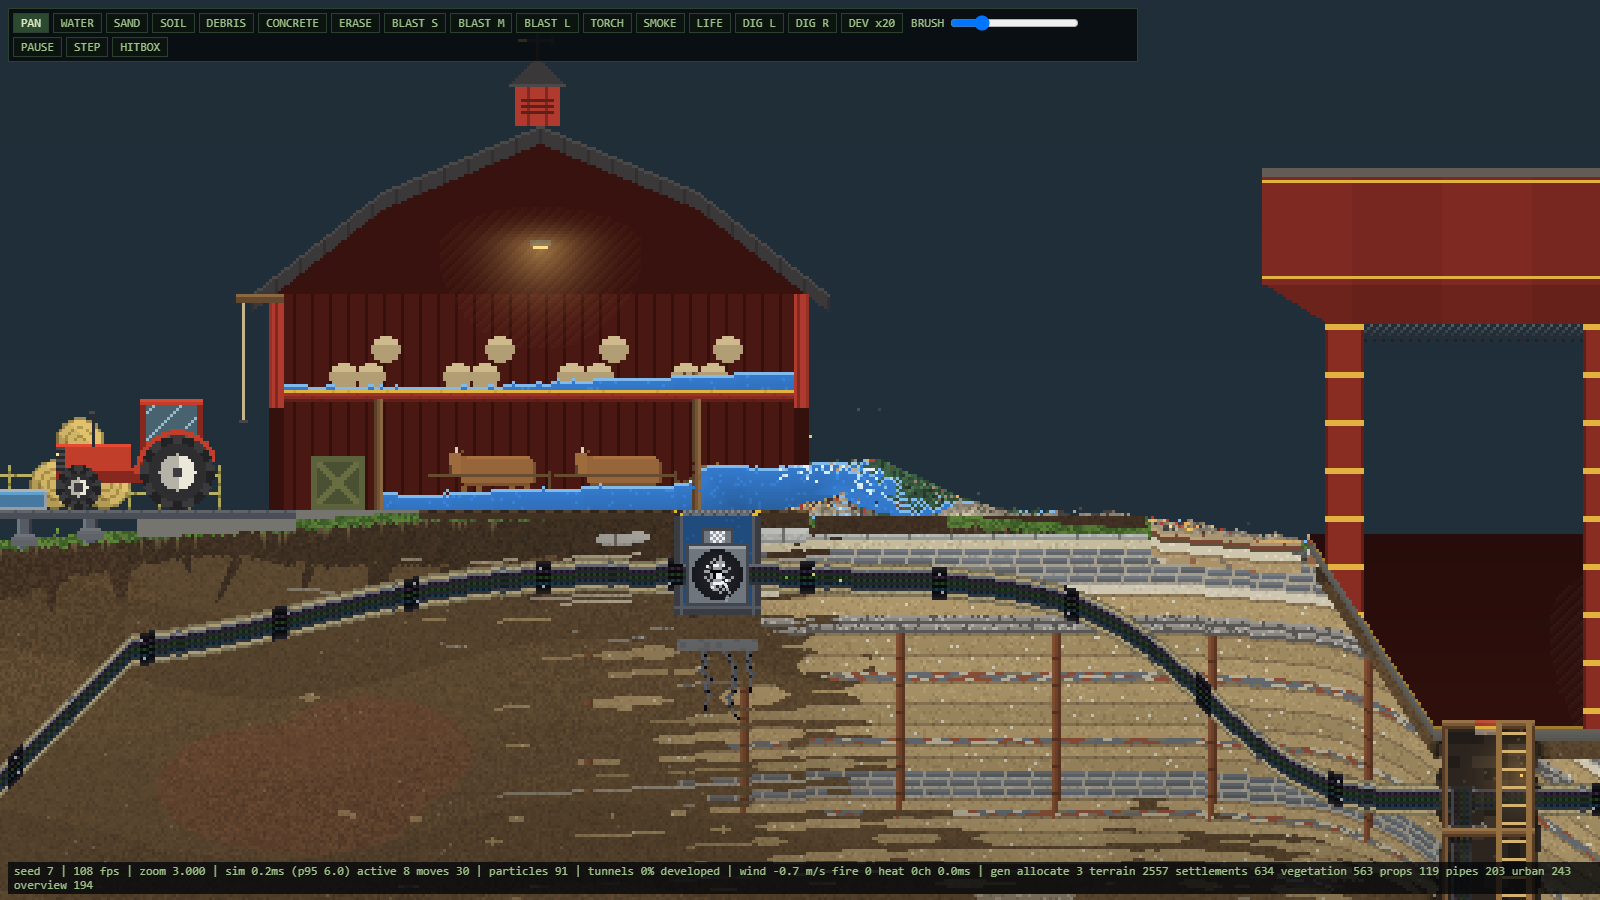 PAN WATER SAND SOIL DEBRIS CONCRETE ERASE BLAST S BLAST M BLAST L TORCH SMOKE LIFE DIG L DIG R DEV x20 BRUSH
PAUSE STEP HITBOX
seed 7 | 108 fps | zoom 3.000 | sim 0.2ms (p95 6.0) active 8 moves 30 | particles 91 | tunnels 0% developed | wind -0.7 m/s fire 0 heat 0ch 0.0ms | gen allocate 3 terrain 2557 settlements 634 vegetation 563 props 119 pipes 203 urban 243
overview 194